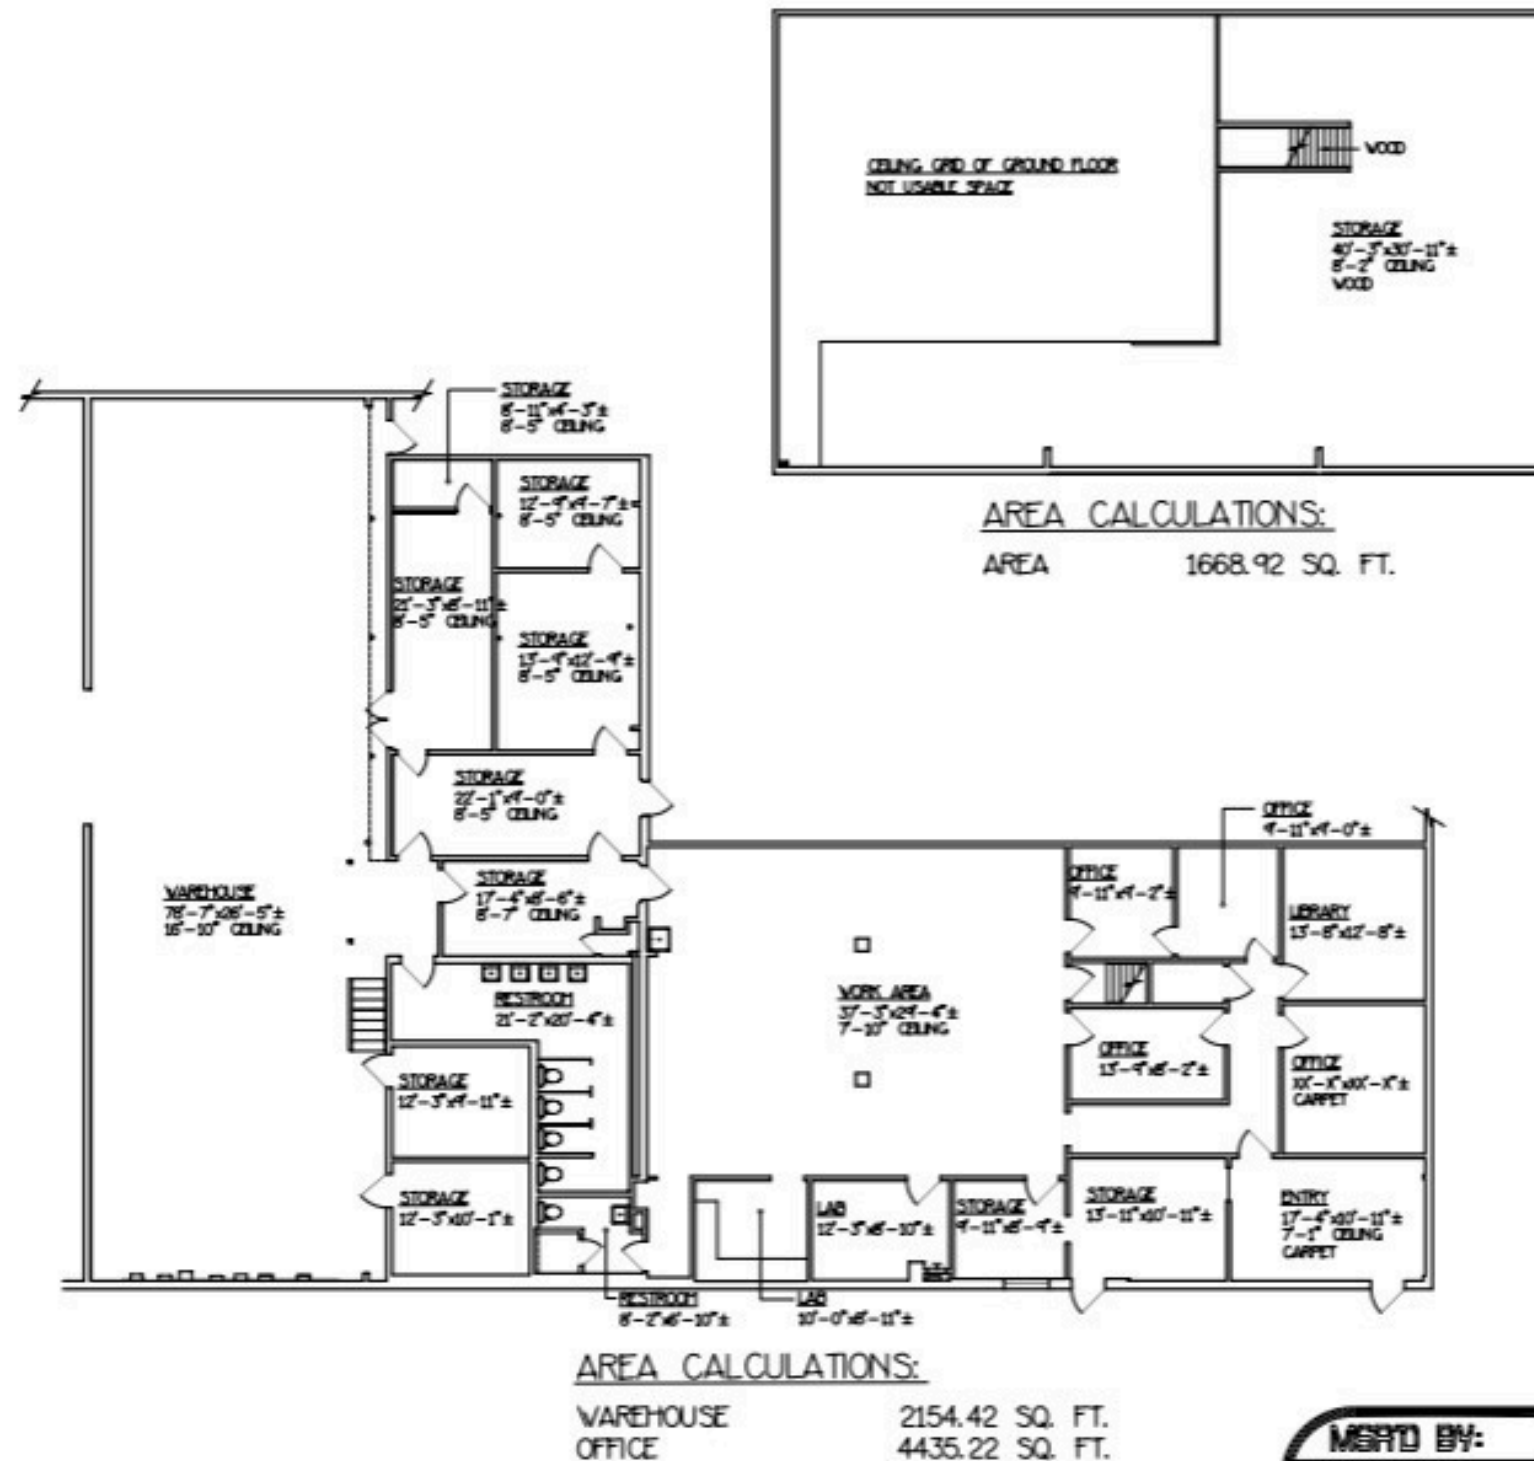 CEILING GRID OF GROUND FLOOR
NOT USABLE SPACE
WOOD
STORAGE
40'-3"x30'-11"±
8'-2" CEILING
WOOD
AREA CALCULATIONS:
AREA 1668.92 SQ. FT.
STORAGE
8'-11"x4'-3"±
8'-5" CEILING
STORAGE
12'-9"x9'-7"±
8'-5" CEILING
STORAGE
21'-3"x8'-11"±
8'-5" CEILING
STORAGE
13'-9"x12'-9"±
8'-5" CEILING
STORAGE
22'-1"x9'-0"±
8'-5" CEILING
STORAGE
17'-4"x8'-6"±
8'-7" CEILING
WAREHOUSE
78'-7"x26'-5"±
16'-10" CEILING
RESTROOM
21'-2"x20'-4"±
STORAGE
12'-3"x9'-11"±
STORAGE
12'-3"x10'-1"±
WORK AREA
37'-3"x29'-4"±
7'-10" CEILING
OFFICE
9'-11"x9'-0"±
OFFICE
9'-11"x9'-2"±
LIBRARY
13'-8"x12'-8"±
OFFICE
13'-9"x8'-2"±
OFFICE
XX'-X"xXX'-X"±
CARPET
LAB
12'-3"x8'-10"±
STORAGE
9'-11"x8'-9"±
STORAGE
13'-11"x10'-11"±
ENTRY
17'-4"x10'-11"±
7'-1" CEILING
CARPET
RESTROOM
8'-2"x6'-10"±
LAB
10'-0"x8'-11"±
AREA CALCULATIONS:
WAREHOUSE 2154.42 SQ. FT.
OFFICE 4435.22 SQ. FT.
MSR'D BY: